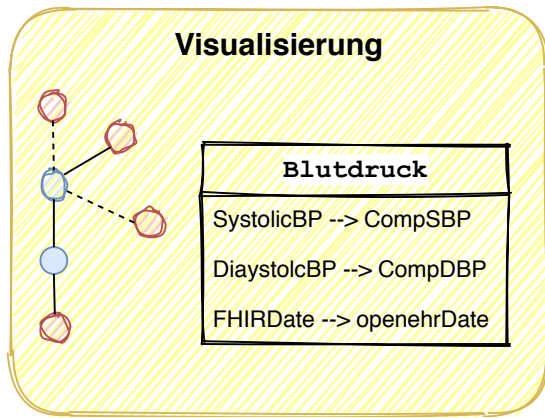 Visualisierung
Blutdruck
SystolicBP --> CompSBP
DiaystolcBP --> CompDBP
FHIRDate --> openehrDate